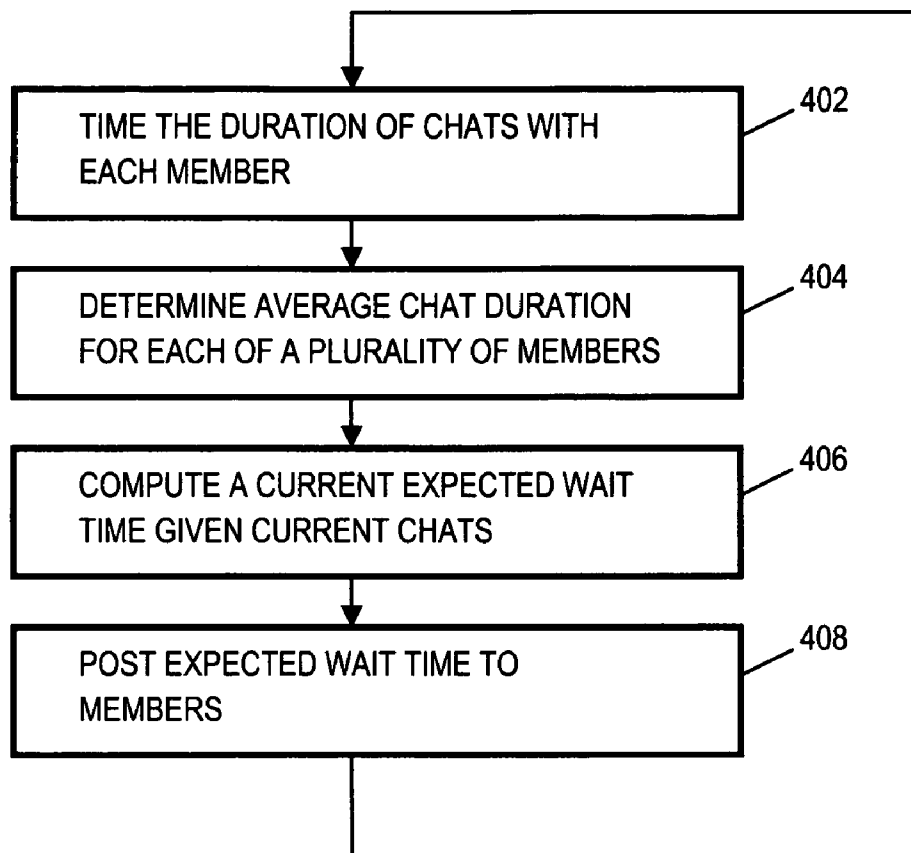 402
TIME THE DURATION OF CHATS WITH
EACH MEMBER
404
DETERMINE AVERAGE CHAT DURATION
FOR EACH OF A PLURALITY OF MEMBERS
406
COMPUTE A CURRENT EXPECTED WAIT
TIME GIVEN CURRENT CHATS
408
POST EXPECTED WAIT TIME TO
MEMBERS